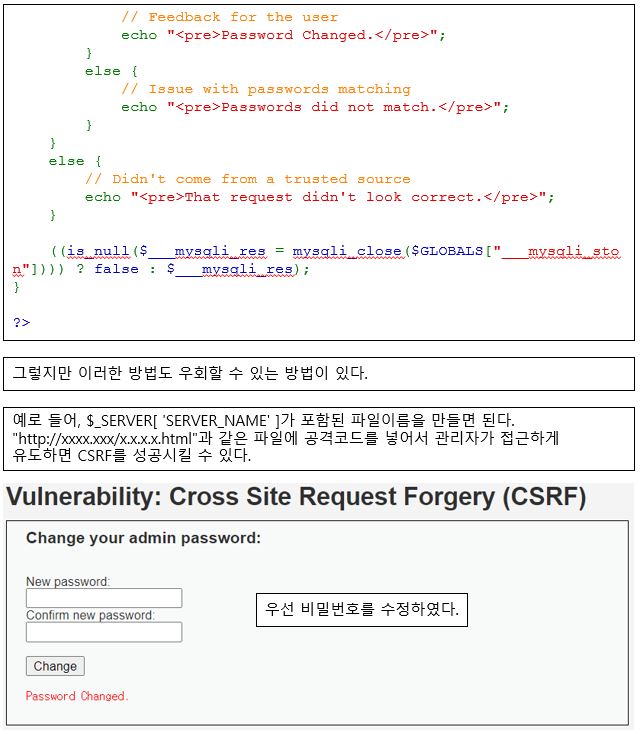 // Feedback for the user
echo "<pre>Password Changed.</pre>";
}
else {
// Issue with passwords matching
echo "<pre>Passwords did not match.</pre>";
}
}
else {
// Didn't come from a trusted source
echo "<pre>That request didn't look correct.</pre>";
}
((is_null($___mysqli_res = mysqli_close($GLOBALS["___mysqli_sto
n"]))) ? false : $___mysqli_res);
}
?>
그렇지만 이러한 방법도 우회할 수 있는 방법이 있다.
예로 들어, $_SERVER[ 'SERVER_NAME' ]가 포함된 파일이름을 만들면 된다.
"http://xxxx.xxx/x.x.x.x.html"과 같은 파일에 공격코드를 넣어서 관리자가 접근하게
유도하면 CSRF를 성공시킬 수 있다.
Vulnerability: Cross Site Request Forgery (CSRF)
Change your admin password:
New password:
Confirm new password:
우선 비밀번호를 수정하였다.
Change
Password Changed.